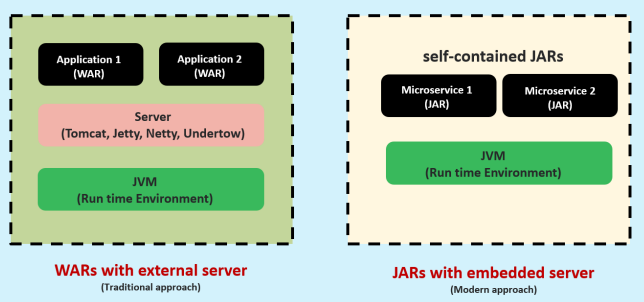 Application 1
(WAR)
Application 2
(WAR)
Server
(Tomcat, Jetty, Netty, Undertow)
JVM
(Run time Environment)
WARs with external server
(Traditional approach)
self-contained JARs
Microservice 1
(JAR)
Microservice 2
(JAR)
JVM
(Run time Environment)
JARs with embedded server
(Modern approach)